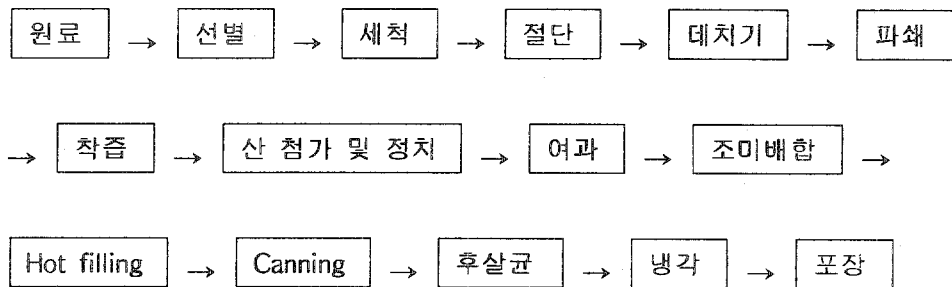 원료 → 선별 → 세척 → 절단 → 데치기 → 파쇄
→ 착즙 → 산 첨가 및 정치 → 여과 → 조미배합 →
Hot filling → Canning → 후살균 → 냉각 → 포장